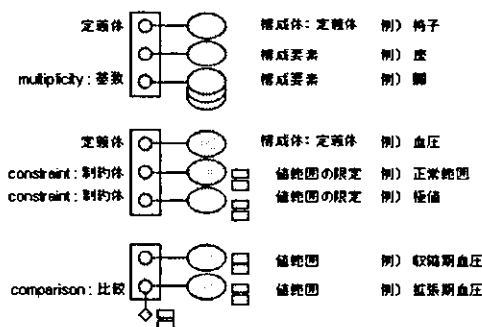 定義体 構成体：定義体 例） 椅子
構成要素 例） 座
multiplicity：基数 構成要素 例） 脚
定義体 構成体：定義体 例） 血圧
constraint：制約体 値範囲の限定 例） 正常範囲
constraint：制約体 値範囲の限定 例） 極値
値範囲 例） 収縮期血圧
comparison：比較 値範囲 例） 拡張期血圧